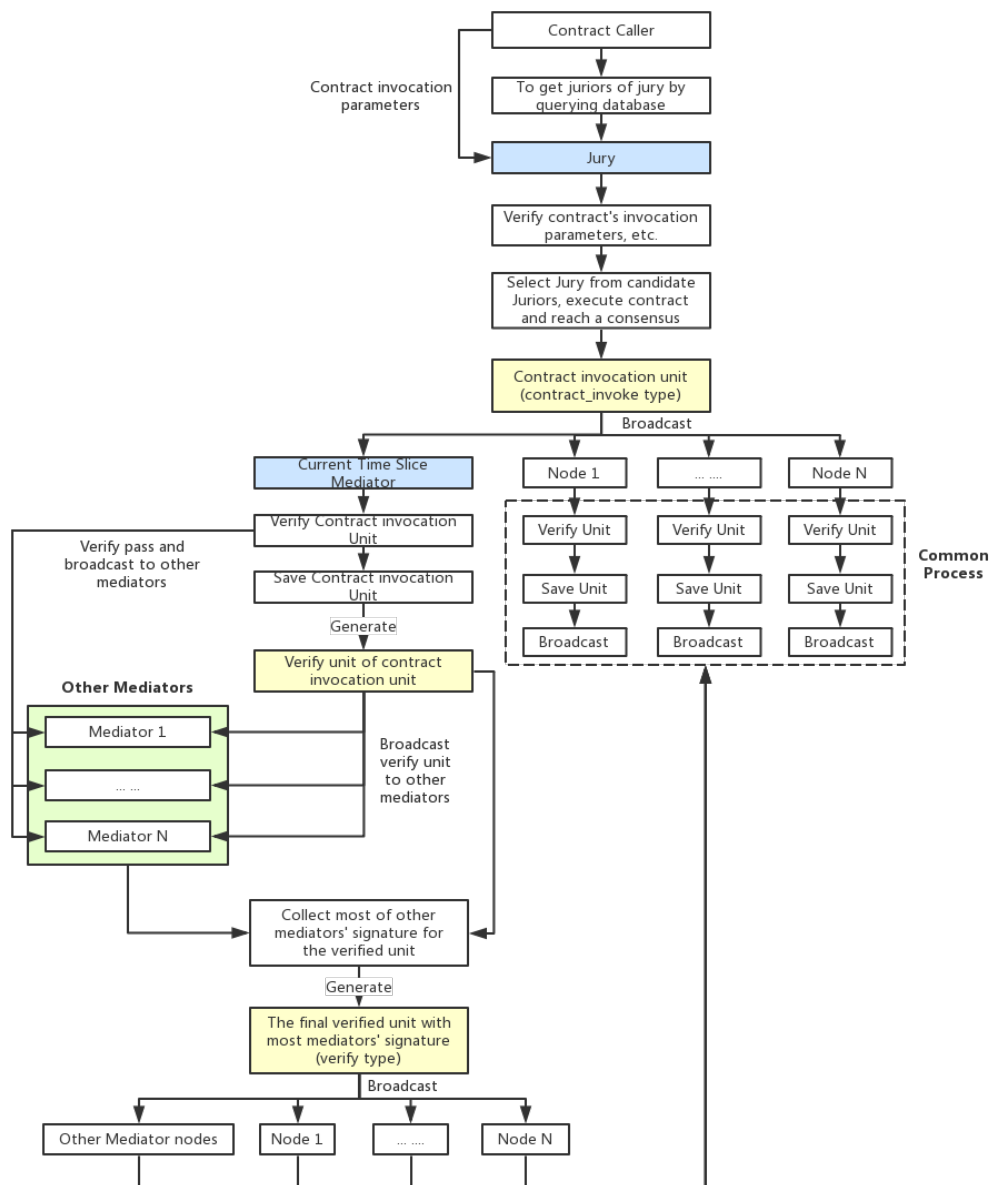 Contract Caller
Contract invocation
parameters
To get juriors of jury by
querying database
Jury
Verify contract's invocation
parameters, etc.
Select Jury from candidate
Juriors, execute contract
and reach a consensus
Contract invocation unit
(contract_invoke type)
Broadcast
Current Time Slice
Mediator
Node 1
... ....
Node N
Verify Contract invocation
Unit
Verify pass and
broadcast to other
mediators
Save Contract invocation
Unit
Generate
Verify unit of contract
invocation unit
Verify Unit
Verify Unit
Verify Unit
Save Unit
Save Unit
Save Unit
Broadcast
Broadcast
Broadcast
Common
Process
Other Mediators
Mediator 1
... ...
Mediator N
Broadcast
verify unit
to other
mediators
Collect most of other
mediators' signature for
the verified unit
Generate
The final verified unit with
most mediators' signature
(verify type)
Broadcast
Other Mediator nodes
Node 1
... ....
Node N